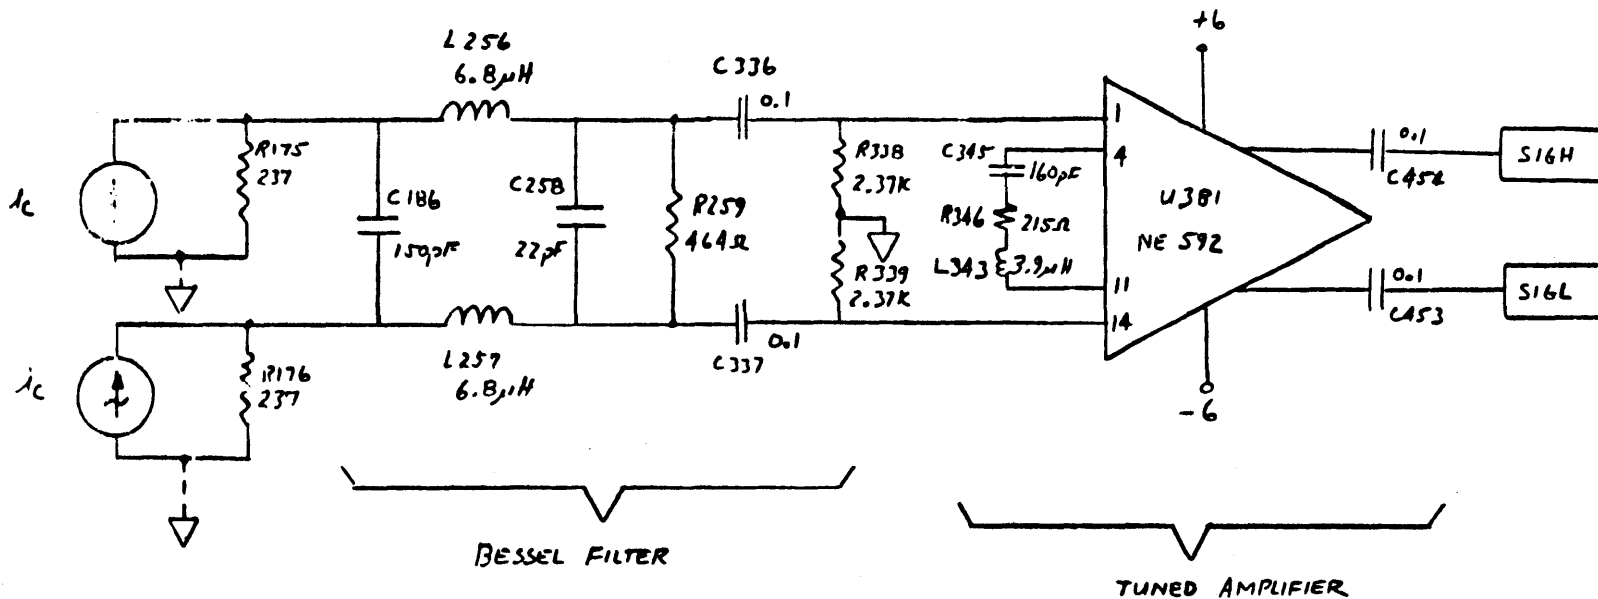 L256
6.8µH
C336
0.1
+6
R175
237
ic
C186
150pF
C258
22pF
R259
464Ω
R338
2.37K
C345
160pF
R346
215Ω
L343
3.9µH
R339
2.37K
1
4
11
14
U381
NE 592
0.1
C452
SIGH
0.1
C453
SIGL
ic
R176
237
L257
6.8µH
C337
0.1
-6
BESSEL FILTER
TUNED AMPLIFIER